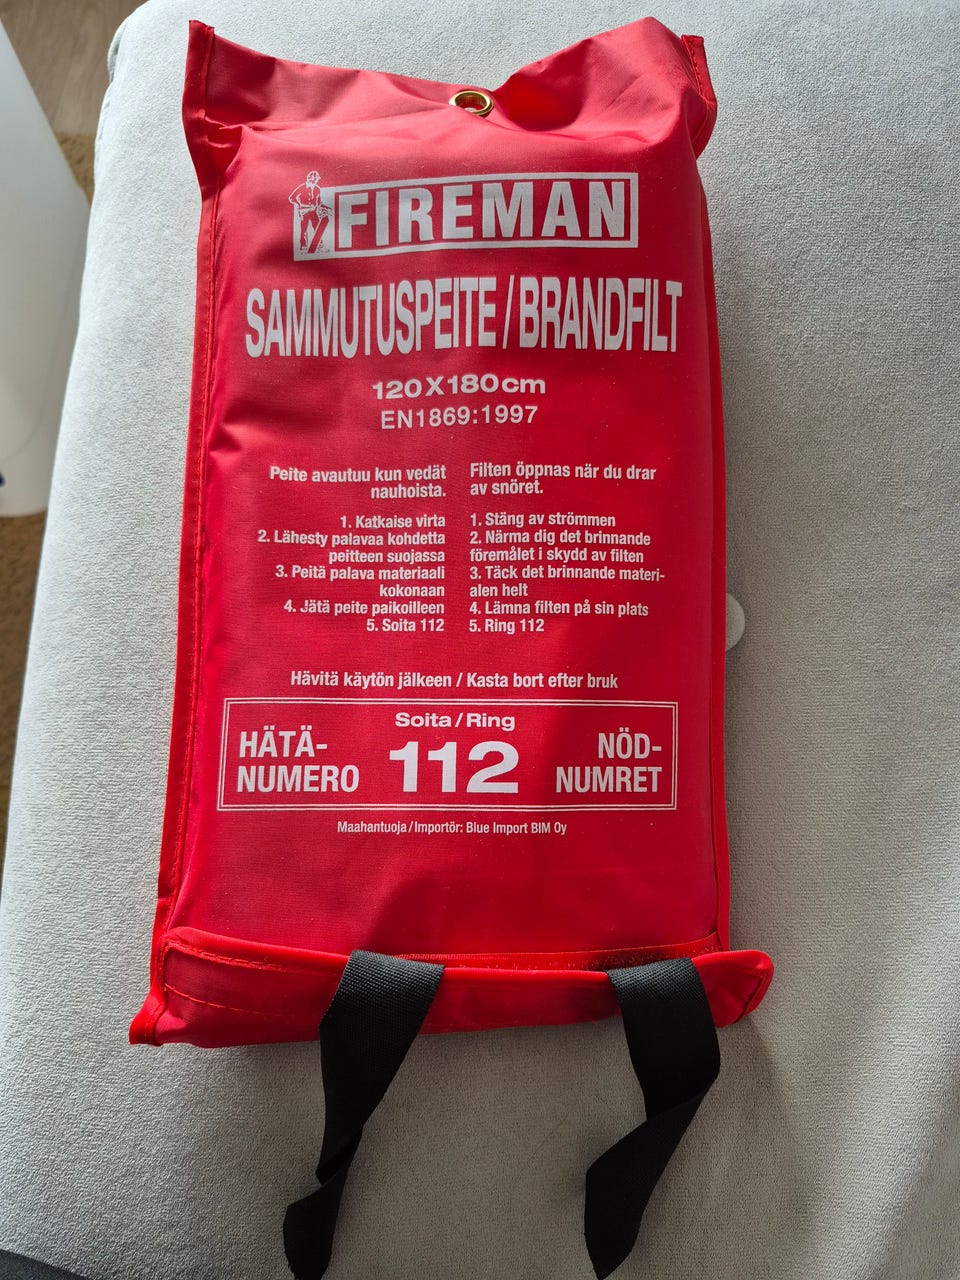 FIREMAN
SAMMUTUSPEITE / BRANDFILT
120 X 180 cm
EN1869:1997
Peite avautuu kun vedät
nauhoista.
1. Katkaise virta
2. Lähesty palavaa kohdetta
peitteen suojassa
3. Peitä palava materiaali
kokonaan
4. Jätä peite paikoilleen
5. Soita 112
Filten öppnas när du drar
av snöret.
1. Stäng av strömmen
2. Närma dig det brinnande
föremålet i skydd av filten
3. Täck det brinnande materi-
alen helt
4. Lämna filten på sin plats
5. Ring 112
Hävitä käytön jälkeen / Kasta bort efter bruk
HÄTÄ-
NUMERO
Soita / Ring
112
NÖD-
NUMRET
Maahantuoja / Importör: Blue Import BIM Oy